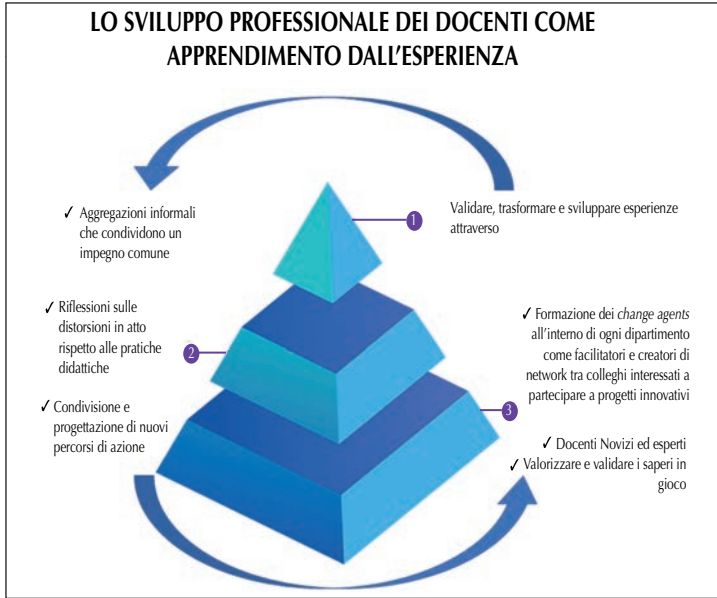 LO SVILUPPO PROFESSIONALE DEI DOCENTI COME
APPRENDIMENTO DALL'ESPERIENZA
✓ Aggregazioni informali
che condividono un
impegno comune
1
Validare, trasformare e sviluppare esperienze
attraverso
✓ Riflessioni sulle
distorsioni in atto
rispetto alle pratiche
didattiche
2
✓ Condivisione e
progettazione di nuovi
percorsi di azione
✓ Formazione dei change agents
all'interno di ogni dipartimento
come facilitatori e creatori di
network tra colleghi interessati a
partecipare a progetti innovativi
3
✓ Docenti Novizi ed esperti
✓ Valorizzare e validare i saperi in
gioco